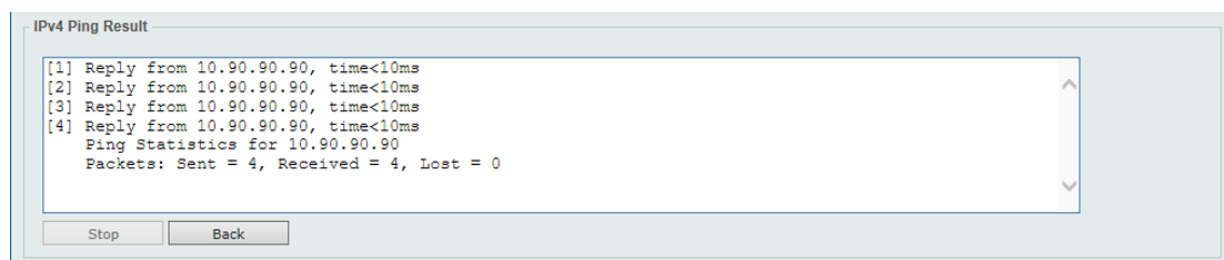 IPv4 Ping Result
[1] Reply from 10.90.90.90, time<10ms
[2] Reply from 10.90.90.90, time<10ms
[3] Reply from 10.90.90.90, time<10ms
[4] Reply from 10.90.90.90, time<10ms
Ping Statistics for 10.90.90.90
Packets: Sent = 4, Received = 4, Lost = 0
Stop Back